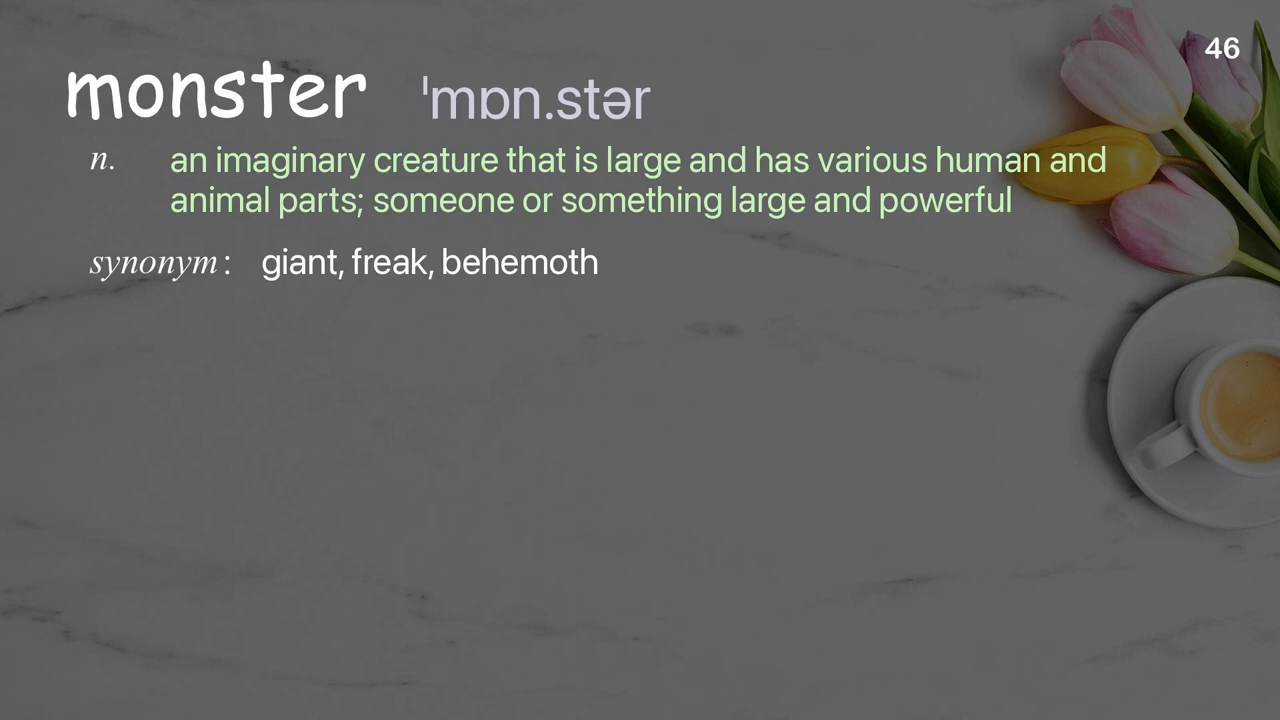 46
monster ˈmɒn.stər
n. an imaginary creature that is large and has various human and
animal parts; someone or something large and powerful
synonym : giant, freak, behemoth